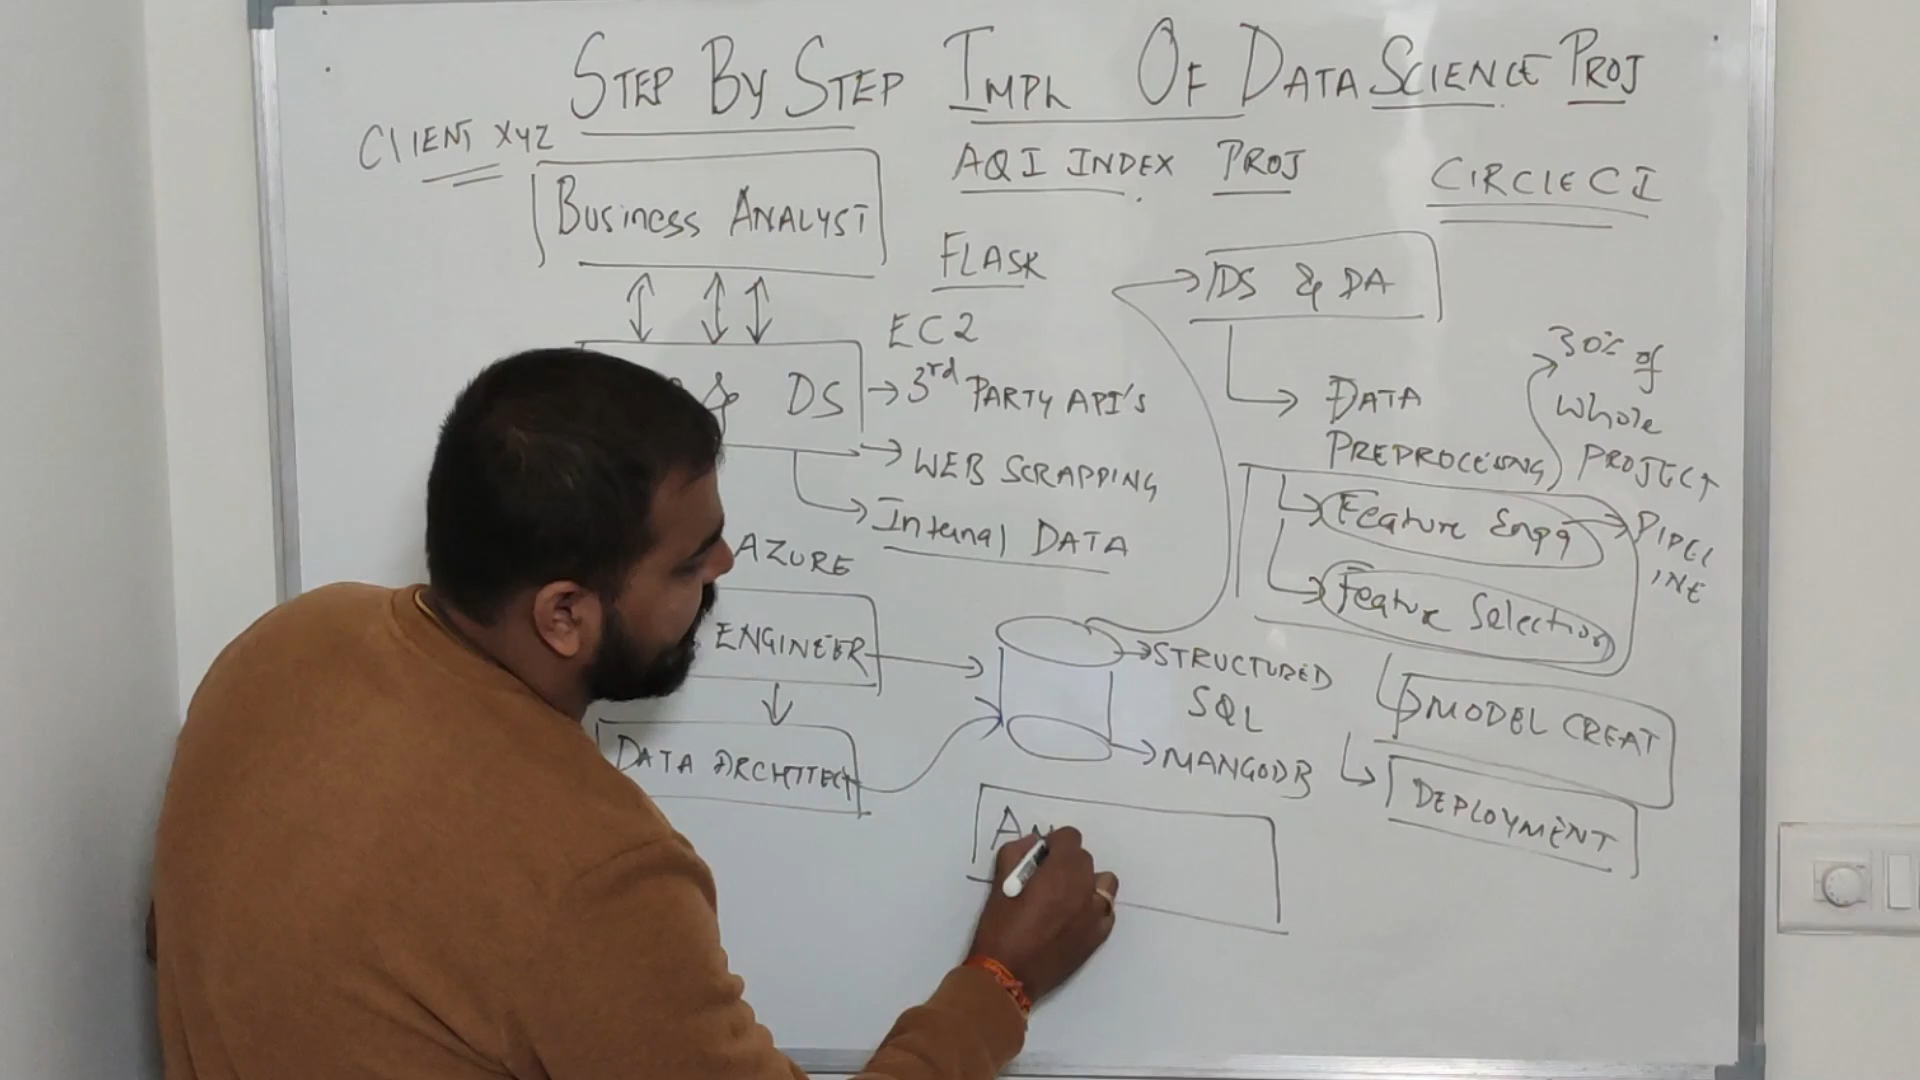 STEP BY STEP IMPL OF DATA SCIENCE PROJ
CLIENT XYZ
BUSINESS ANALYST
AQI INDEX PROJ
CIRCLE CI
FLASK
EC2
& DS
3rd PARTY API'S
WEB SCRAPPING
Internal DATA
AZURE
ENGINEER
DATA ARCHITECT
STRUCTURED
SQL
MANGODB
DS & DA
DATA
PREPROCESSNG
30% of
whole
PROJECT
Feature Engg
PIPEL
INE
Feature Selection
MODEL CREAT
DEPLOYMENT